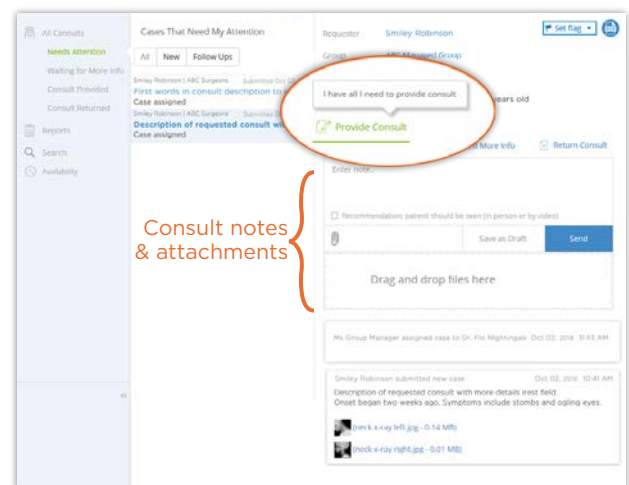 All Consults
Needs Attention
Waiting for More Info
Consult Provided
Consult Returned
Reports
Search
Availability
Cases That Need My Attention
All New Follow Ups
Smiley Robinson | ABC Surgeons Submitted Oct 02
First words in consult description to
Case assigned
Smiley Robinson | ABC Surgeons Submitted
Description of requested consult wi
Case assigned
Requester Smiley Robinson
Set flag
Group ABC Managed Group
years old
I have all I need to provide consult
Provide Consult
More Info
Return Consult
Enter note...
Recommendation: patient should be seen (in person or by video)
Save as Draft
Send
Drag and drop files here
Consult notes
& attachments
Ms Group Manager assigned case to Dr. Flo Nightingale Oct 02, 2018 11:13 AM
Smiley Robinson submitted new case Oct 02, 2018 10:41 AM
Description of requested consult with more details irest field
Onset began two weeks ago. Symptoms include stombs and ogling eyes.
(neck x-ray left.jpg - 0.14 MB)
(neck x-ray right.jpg - 0.01 MB)
«